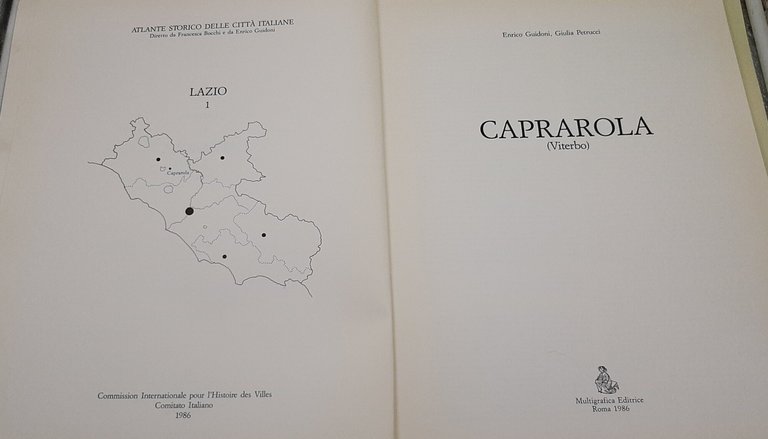 ATLANTE STORICO DELLE CITTÀ ITALIANE
Diretto da Francesca Bocchi e da Enrico Guidoni
LAZIO
1
Caprarola
Commission Internationale pour l'Histoire des Villes
Comitato Italiano
1986
Enrico Guidoni, Giulia Petrucci
CAPRAROLA
(Viterbo)
Multigrafica Editrice
Roma 1986